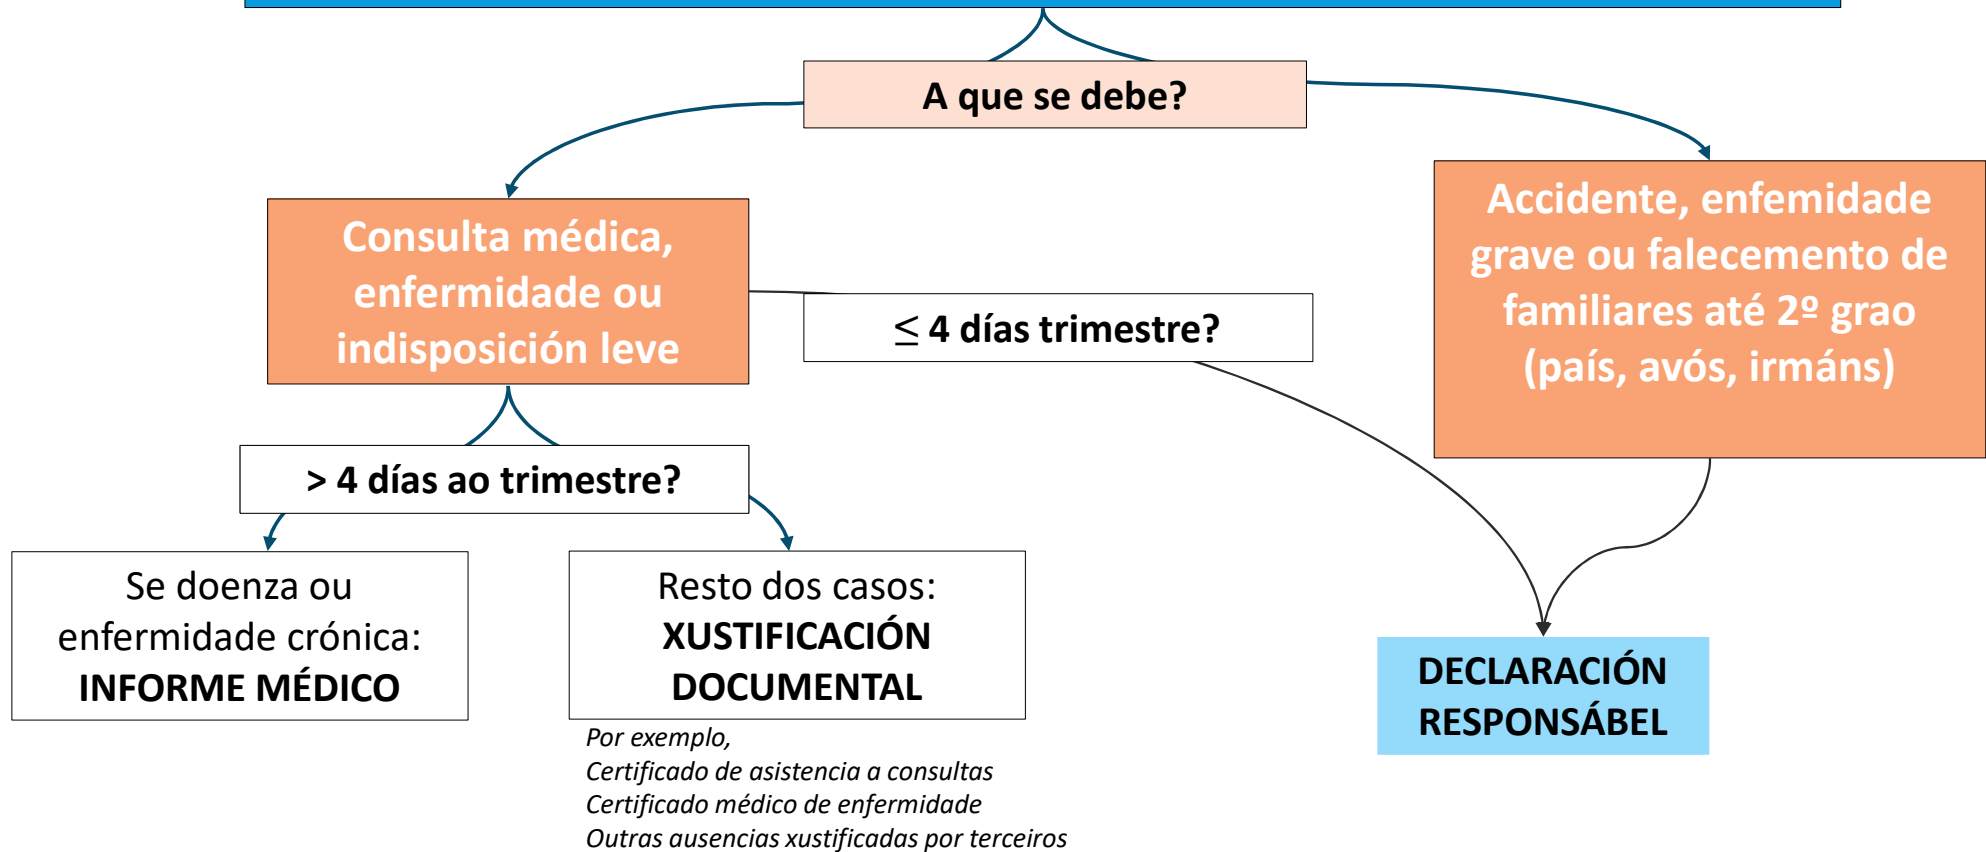 A que se debe?
Consulta médica,
enfermidade ou
indisposición leve
Accidente, enfemidade
grave ou falecemento de
familiares até 2º grao
(país, avós, irmáns)
≤ 4 días trimestre?
> 4 días ao trimestre?
Se doenza ou
enfermidade crónica:
INFORME MÉDICO
Resto dos casos:
XUSTIFICACIÓN
DOCUMENTAL
Por exemplo,
Certificado de asistencia a consultas
Certificado médico de enfermidade
Outras ausencias xustificadas por terceiros
DECLARACIÓN
RESPONSÁBEL